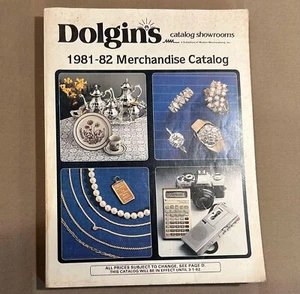 Dolgin's catalog showrooms
1981-82 Merchandise Catalog
ALL PRICES SUBJECT TO CHANGE, SEE PAGE D.
THIS CATALOG WILL BE IN EFFECT UNTIL